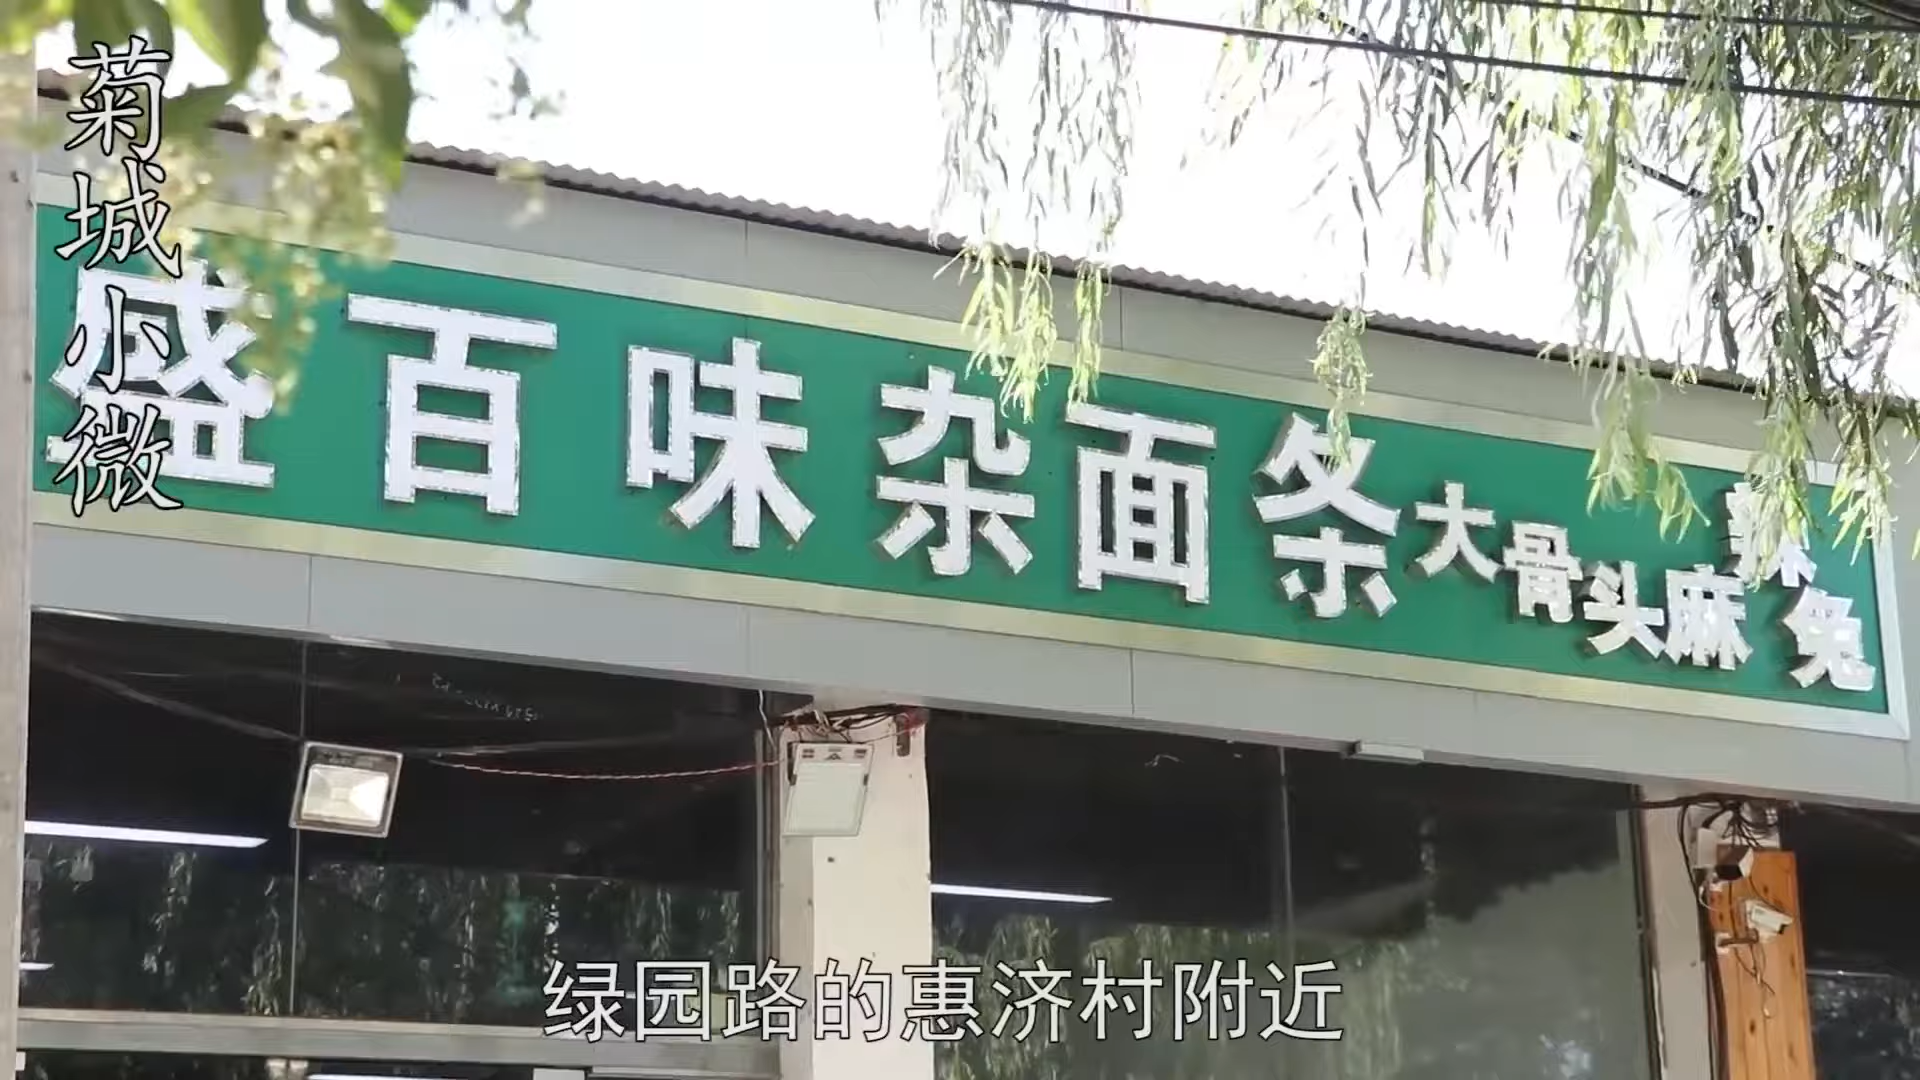 菊城小微
盛百味杂面条大骨头麻辣兔
绿园路的惠济村附近